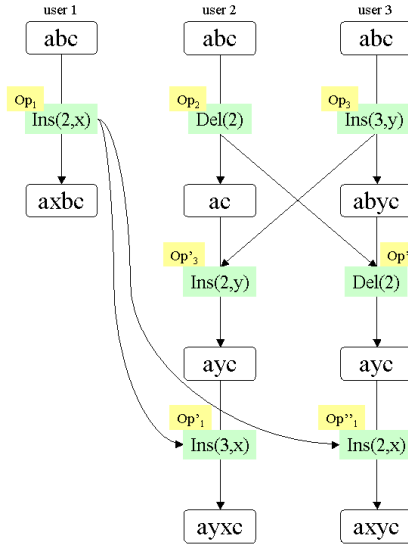 user 1 user 2 user 3
abc abc abc
Op1 Op2 Op3
Ins(2,x) Del(2) Ins(3,y)
axbc ac abyc
Op'3 Op'
Ins(2,y) Del(2)
ayc ayc
Op'1 Op''1
Ins(3,x) Ins(2,x)
ayxc axyc